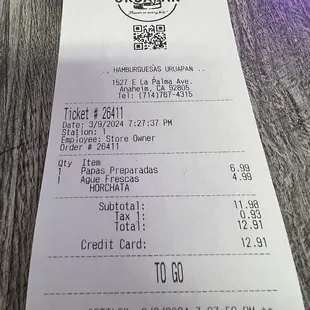 URUAPAN
.. HAMBURGUESAS URUAPAN ..
1527 E La Palma Ave.
Anaheim, CA 92805
Tel: (714)767-4315
Ticket # 26411
Date: 3/9/2024 7:27:37 PM
Station: 1
Employee: Store Owner
Order # 26411
Qty Item
1 Papas Preparadas 6.99
1 Ague Frescas 4.99
HORCHATA
Subtotal: 11.98
Tax 1: 0.93
Total: 12.91
Credit Card: 12.91
TO GO